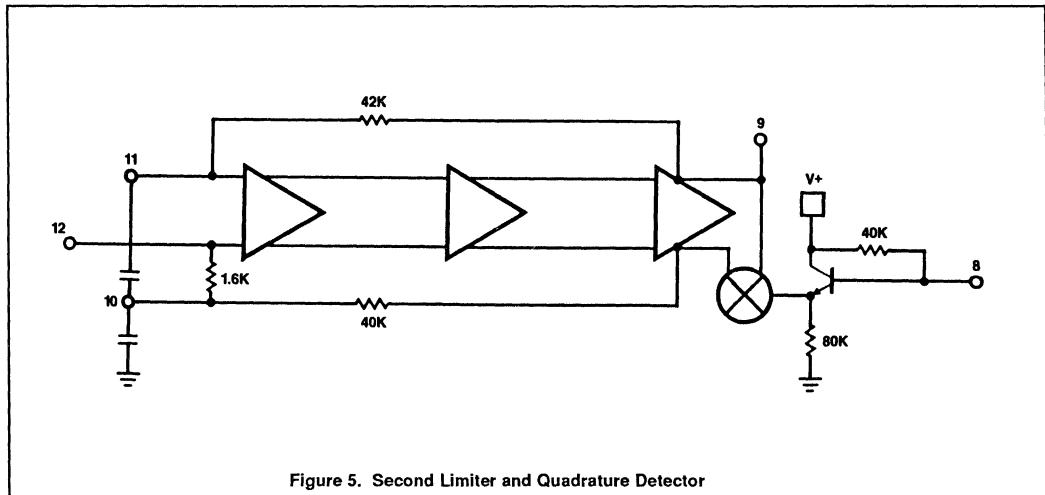 42K
9
11
V+
12
40K
8
1.6K
10
40K
80K
Figure 5. Second Limiter and Quadrature Detector